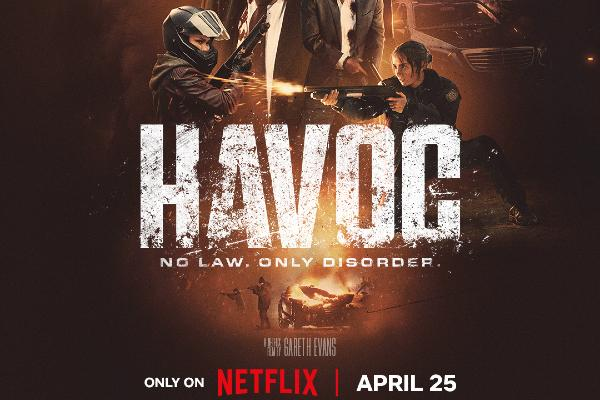 HAVOC
NO LAW. ONLY DISORDER.
GARETH EVANS
ONLY ON NETFLIX | APRIL 25